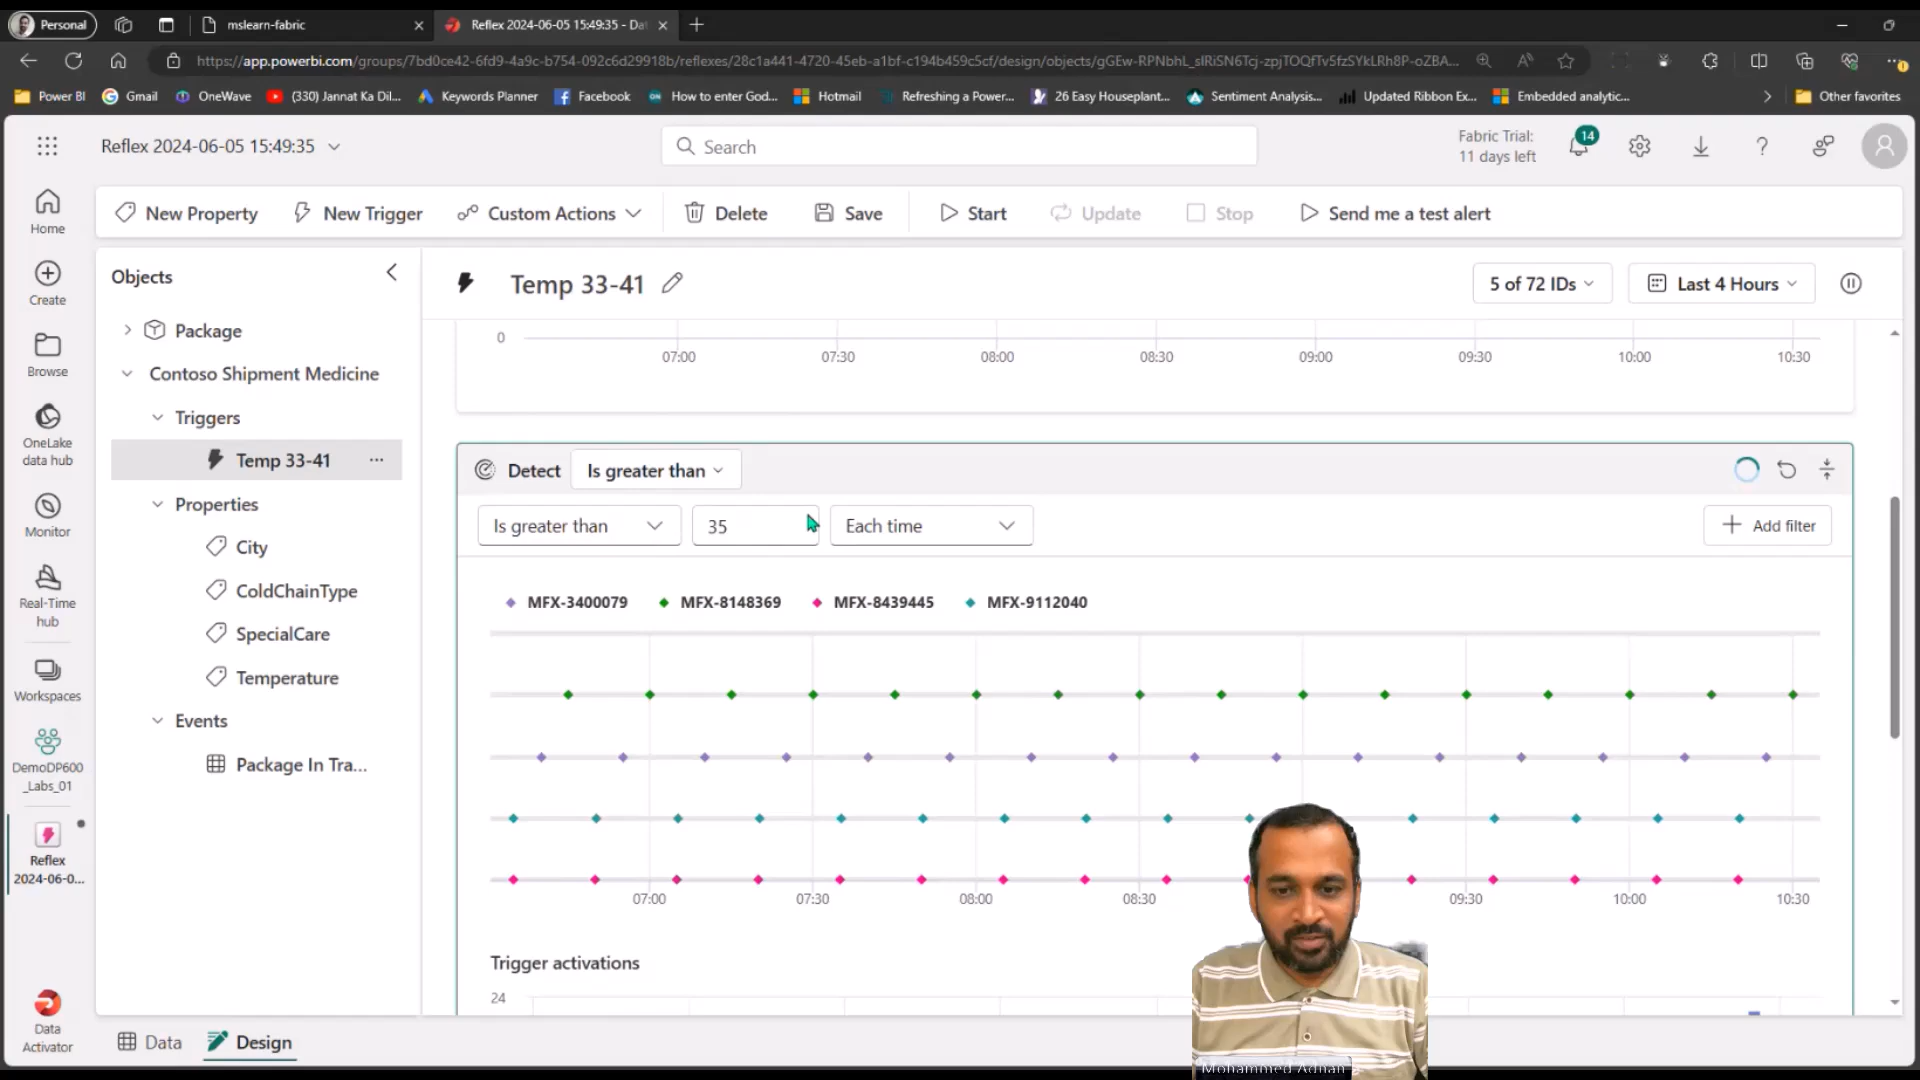 Personal
mslearn-fabric
Reflex 2024-06-05 15:49:35 - Da
https://app.powerbi.com/groups/7bd0ce42-6fd9-4a9c-b754-092c6d29918b/reflexes/28c1a441-4720-45eb-a1bf-c194b459c5cf/design/objects/gGEw-RPNbhL_sIRiSN6Tcj-zpjTOQfTv5fzSYkLRh8P-oZBA...
Power BI
Gmail
OneWave
(330) Jannat Ka Dil...
Keywords Planner
Facebook
How to enter God...
Hotmail
Refreshing a Power...
26 Easy Houseplant...
Sentiment Analysis...
Updated Ribbon Ex...
Embedded analytic...
Other favorites
Reflex 2024-06-05 15:49:35
Search
Fabric Trial:
11 days left
14
New Property
New Trigger
Custom Actions
Delete
Save
Start
Update
Stop
Send me a test alert
Home
Create
Browse
OneLake
data hub
Monitor
Real-Time
hub
Workspaces
DemoDP600
_Labs_01
Reflex
2024-06-0...
Data
Activator
Objects
Package
Contoso Shipment Medicine
Triggers
Temp 33-41
Properties
City
ColdChainType
SpecialCare
Temperature
Events
Package In Tra...
Temp 33-41
5 of 72 IDs
Last 4 Hours
0
07:00 07:30 08:00 08:30 09:00 09:30 10:00 10:30
Detect
Is greater than
Is greater than
35
Each time
Add filter
MFX-3400079 MFX-8148369 MFX-8439445 MFX-9112040
07:00 07:30 08:00 08:30 09:30 10:00 10:30
Trigger activations
24
Data
Design
Mohammed Adnan